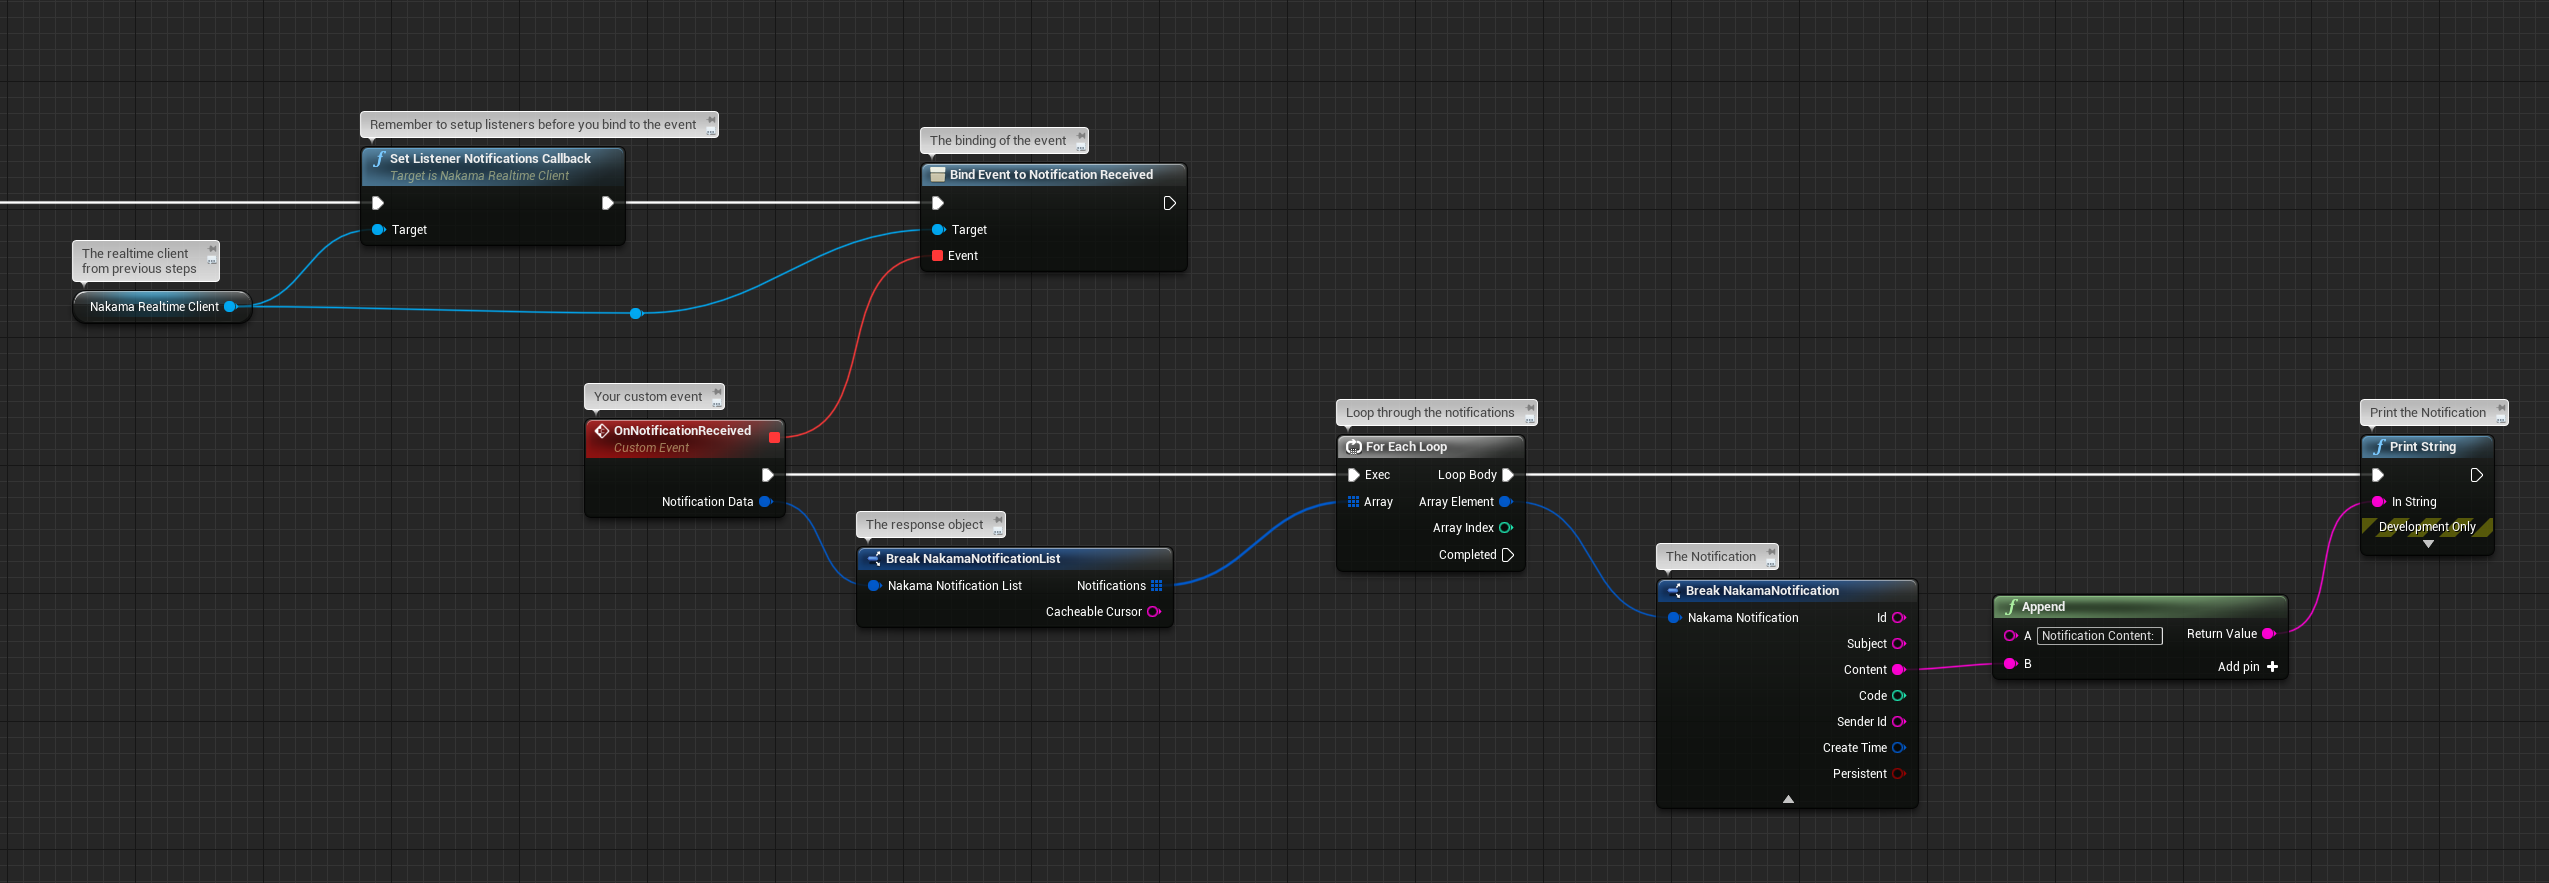 Remember to setup listeners before you bind to the event
Set Listener Notifications Callback
Target is Nakama Realtime Client
Target
The binding of the event
Bind Event to Notification Received
Target
Event
The realtime client
from previous steps
Nakama Realtime Client
Your custom event
OnNotificationReceived
Custom Event
Notification Data
The response object
Break NakamaNotificationList
Nakama Notification List
Notifications
Cacheable Cursor
Loop through the notifications
For Each Loop
Exec
Loop Body
Array
Array Element
Array Index
Completed
The Notification
Break NakamaNotification
Nakama Notification
Id
Subject
Content
Code
Sender Id
Create Time
Persistent
Append
A
Notification Content:
Return Value
B
Add pin
Print the Notification
Print String
In String
Development Only